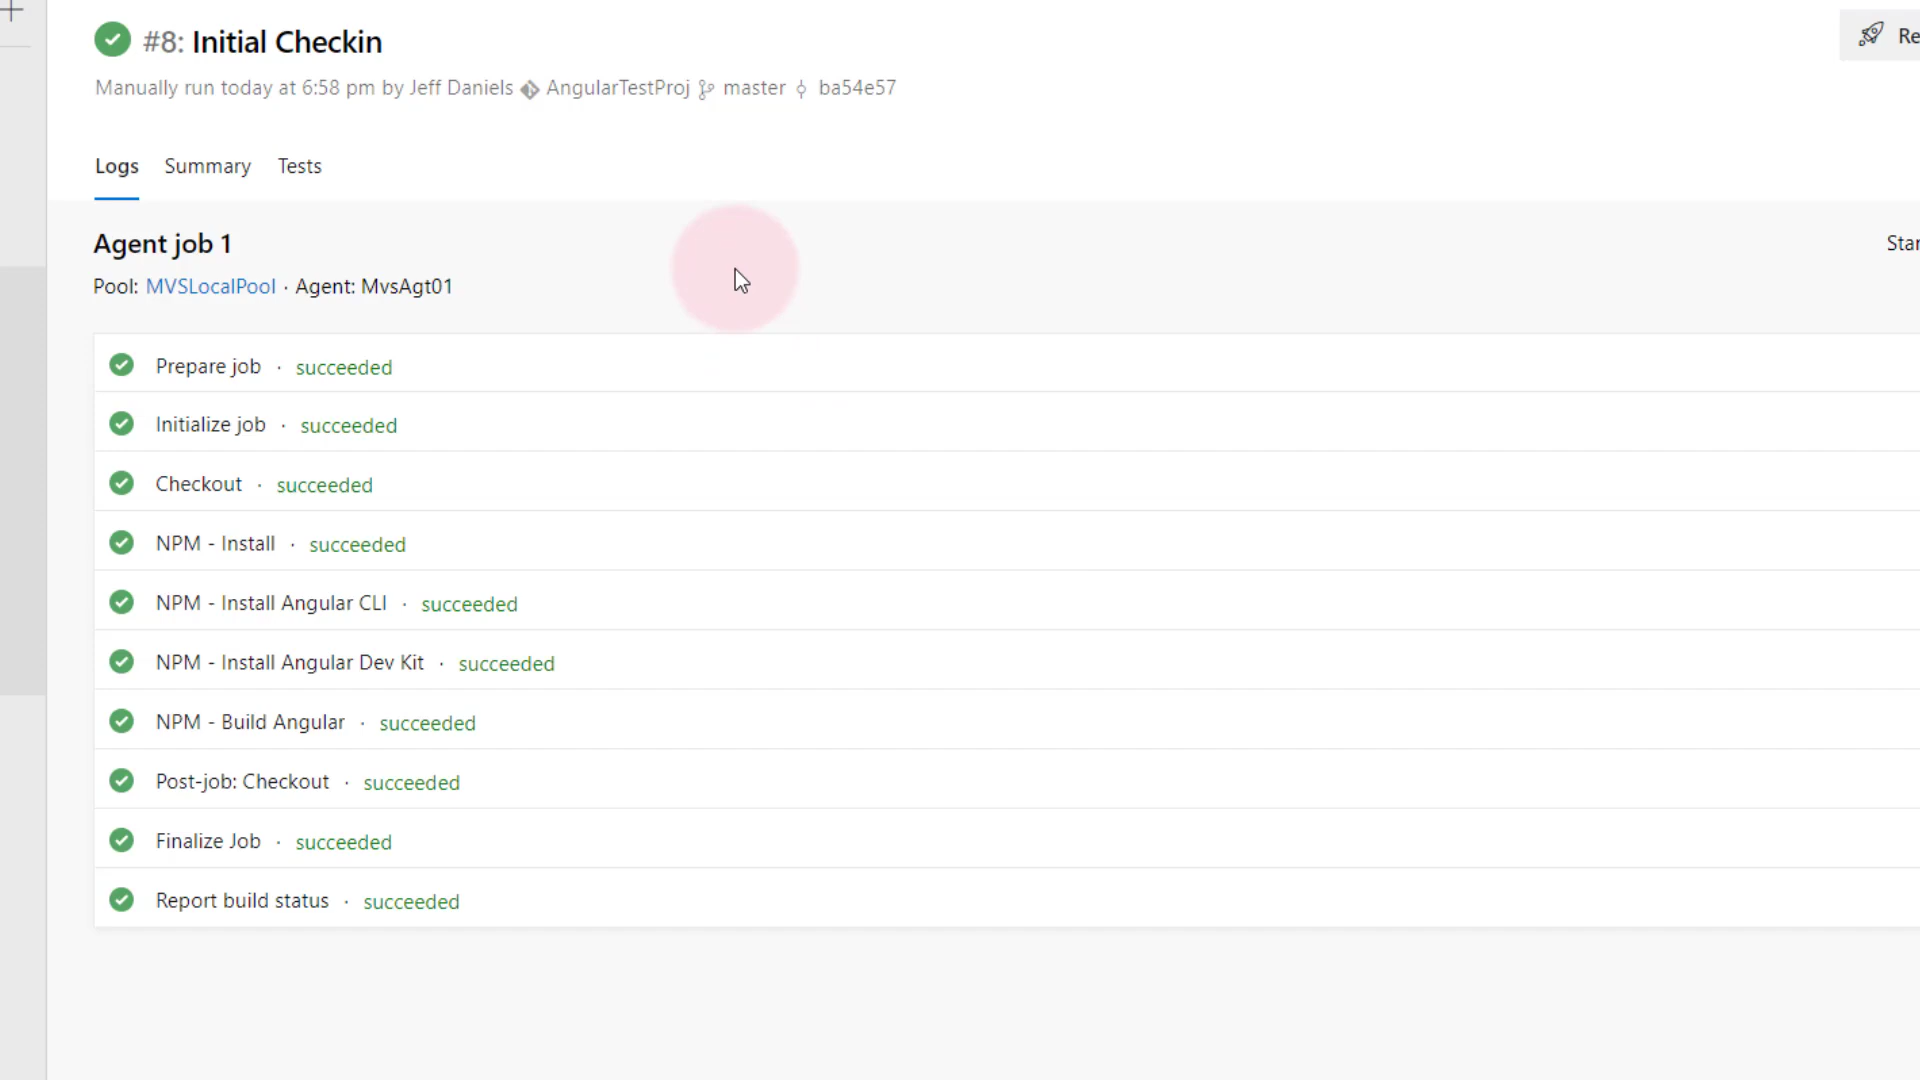 #8: Initial Checkin
Re
Manually run today at 6:58 pm by Jeff Daniels AngularTestProj master ba54e57
Logs Summary Tests
Agent job 1
Star
Pool: MVSLocalPool · Agent: MvsAgt01
Prepare job · succeeded
Initialize job · succeeded
Checkout · succeeded
NPM - Install · succeeded
NPM - Install Angular CLI · succeeded
NPM - Install Angular Dev Kit · succeeded
NPM - Build Angular · succeeded
Post-job: Checkout · succeeded
Finalize Job · succeeded
Report build status · succeeded